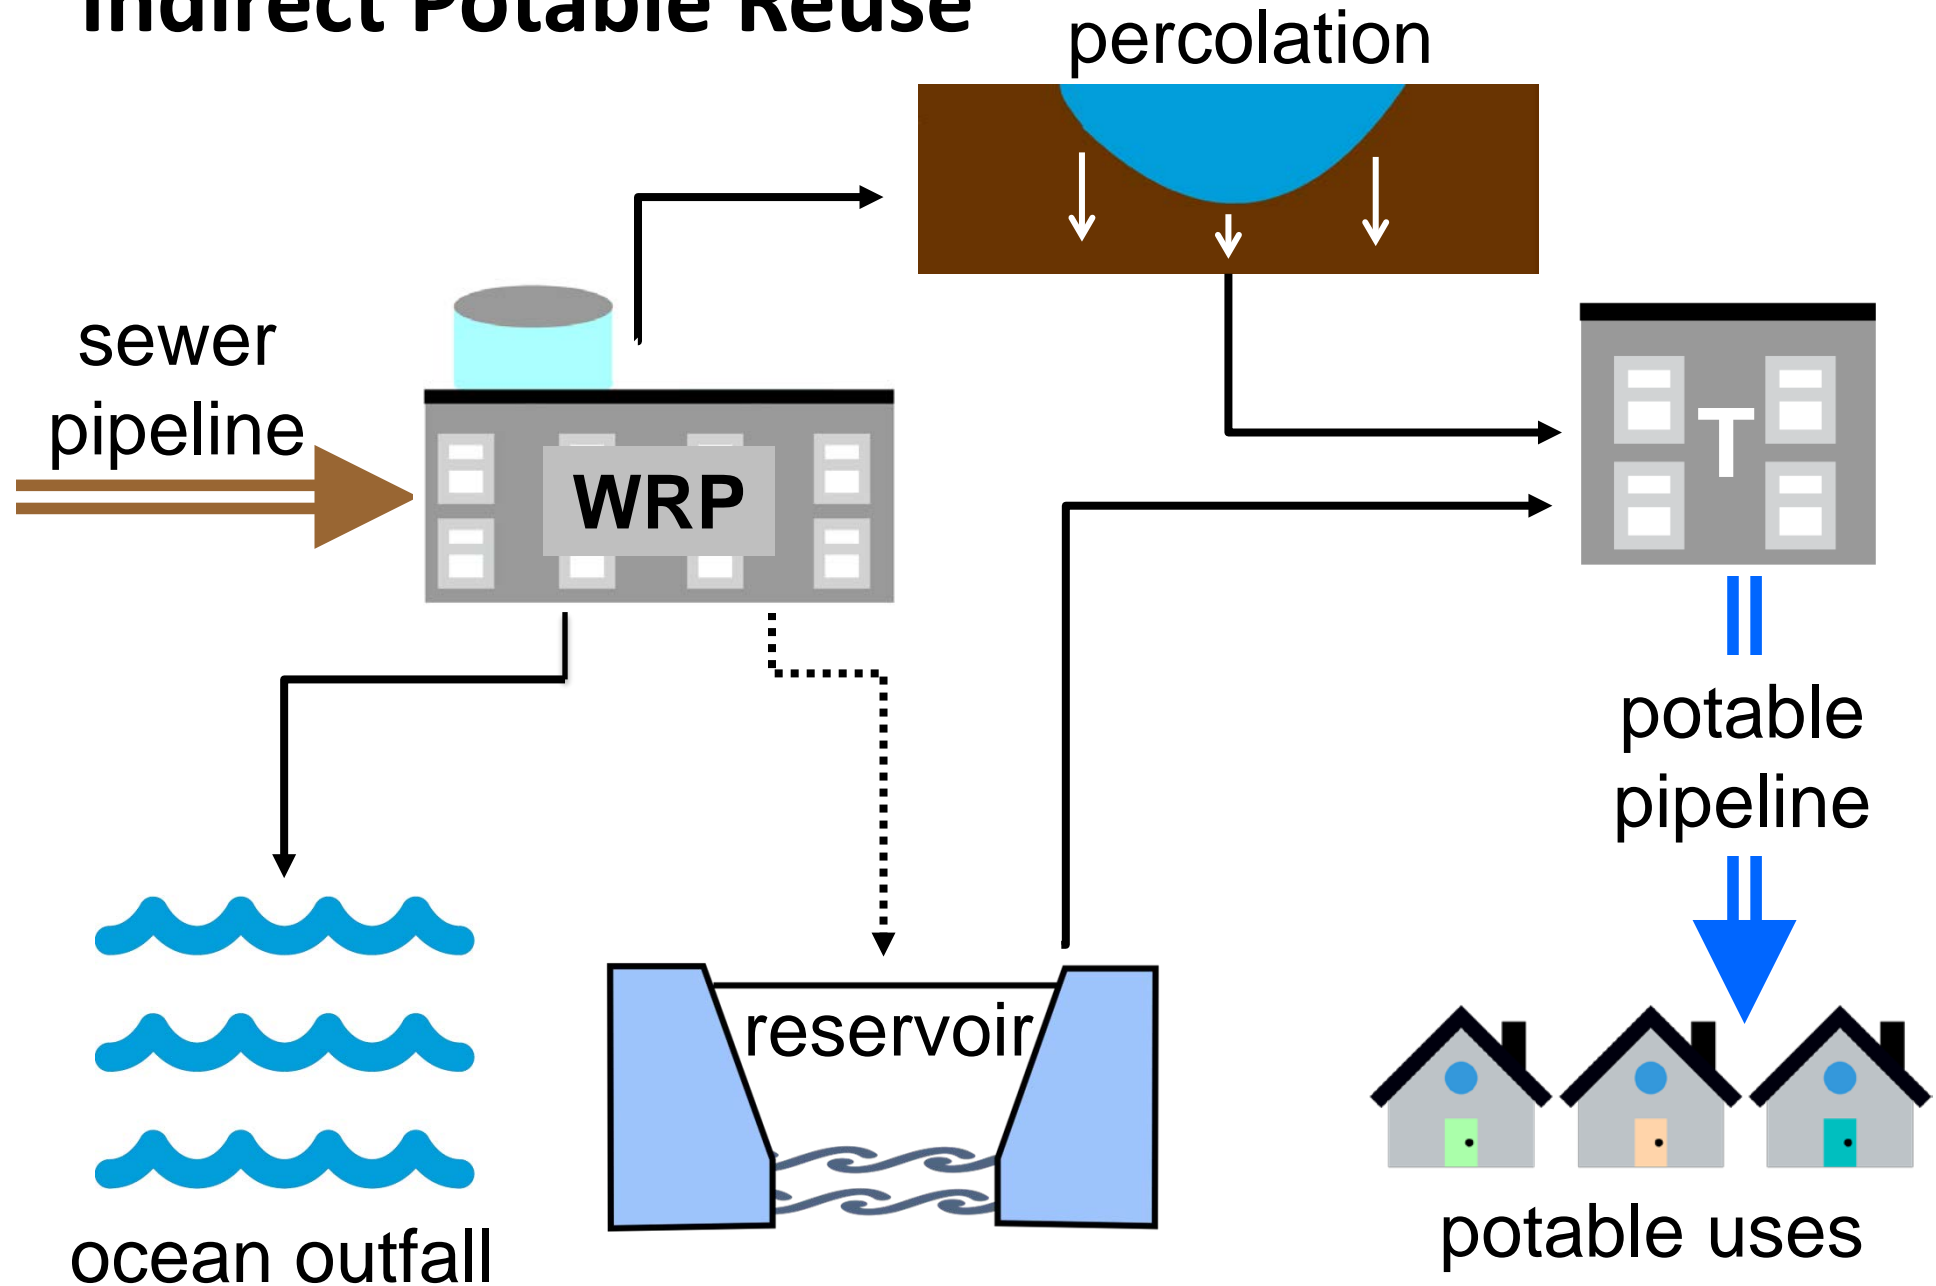 Indirect Potable Reuse
percolation
sewer
pipeline
WRP
T
potable
pipeline
reservoir
potable uses
ocean outfall